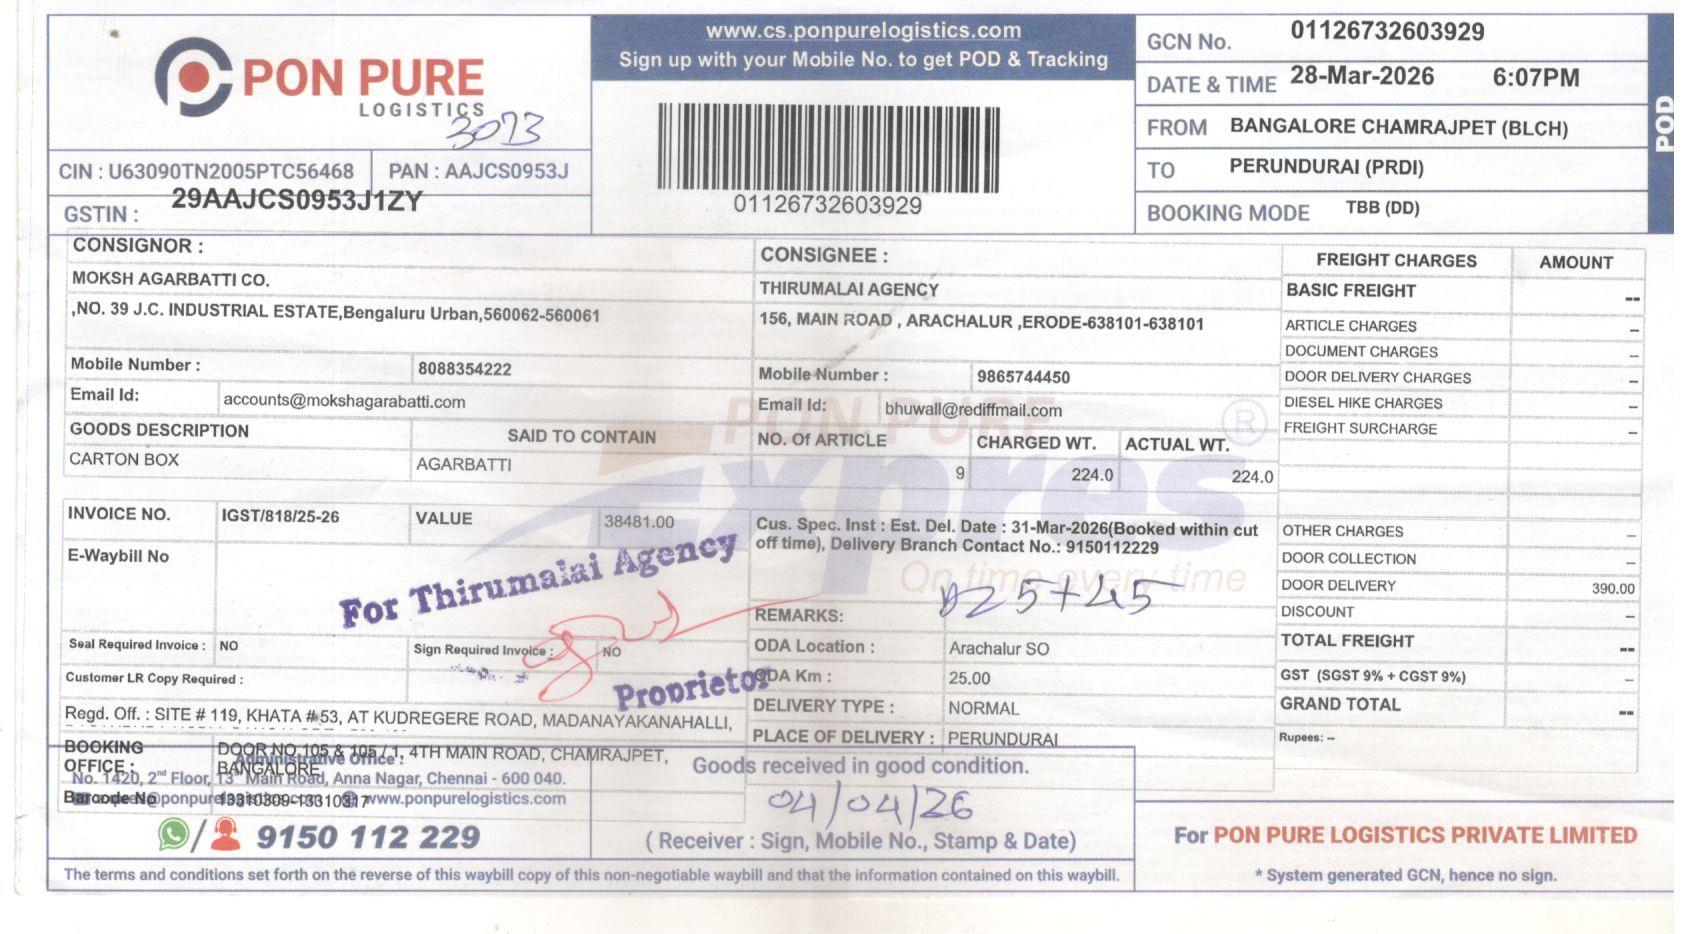 PON PURE
LOGISTICS
3073
CIN : U63090TN2005PTC56468 PAN : AAJCS0953J
GSTIN : 29AAJCS0953J1ZY
www.cs.ponpurelogistics.com
Sign up with your Mobile No. to get POD & Tracking
01126732603929
GCN No. 01126732603929
DATE & TIME 28-Mar-2026 6:07PM
FROM BANGALORE CHAMRAJPET (BLCH)
TO PERUNDURAI (PRDI)
BOOKING MODE TBB (DD)
POD
CONSIGNOR :
MOKSH AGARBATTI CO.
,NO. 39 J.C. INDUSTRIAL ESTATE,Bengaluru Urban,560062-560061
Mobile Number : 8088354222
Email Id: accounts@mokshagarabatti.com
CONSIGNEE :
THIRUMALAI AGENCY
156, MAIN ROAD , ARACHALUR ,ERODE-638101-638101
Mobile Number : 9865744450
Email Id: bhuwall@rediffmail.com
GOODS DESCRIPTION SAID TO CONTAIN NO. Of ARTICLE CHARGED WT. ACTUAL WT.
CARTON BOX AGARBATTI 9 224.0 224.0
PON PURE
Expres ®
On time every time
INVOICE NO. IGST/818/25-26 VALUE 38481.00
E-Waybill No
For Thirumalai Agency
Proprietor
Seal Required Invoice : NO Sign Required Invoice : NO
Customer LR Copy Required :
Cus. Spec. Inst : Est. Del. Date : 31-Mar-2026(Booked within cut
off time), Delivery Branch Contact No.: 9150112229
REMARKS: 25+45
ODA Location : Arachalur SO
ODA Km : 25.00
DELIVERY TYPE : NORMAL
PLACE OF DELIVERY : PERUNDURAI
FREIGHT CHARGES AMOUNT
BASIC FREIGHT --
ARTICLE CHARGES --
DOCUMENT CHARGES --
DOOR DELIVERY CHARGES --
DIESEL HIKE CHARGES --
FREIGHT SURCHARGE --
OTHER CHARGES --
DOOR COLLECTION --
DOOR DELIVERY 390.00
DISCOUNT --
TOTAL FREIGHT --
GST (SGST 9% + CGST 9%) --
GRAND TOTAL --
Rupees: --
Regd. Off. : SITE # 119, KHATA # 53, AT KUDREGERE ROAD, MADANAYAKANAHALLI,
BOOKING OFFICE : DOOR NO.105 & 105 / 1, 4TH MAIN ROAD, CHAMRAJPET, BANGALORE
Administrative Office :
No. 1420, 2nd Floor, 13th Main Road, Anna Nagar, Chennai - 600 040.
Barcode No 13310309-13310317
www.ponpurelogistics.com
9150 112 229
Goods received in good condition.
04/04/26
( Receiver : Sign, Mobile No., Stamp & Date)
For PON PURE LOGISTICS PRIVATE LIMITED
* System generated GCN, hence no sign.
The terms and conditions set forth on the reverse of this waybill copy of this non-negotiable waybill and that the information contained on this waybill.